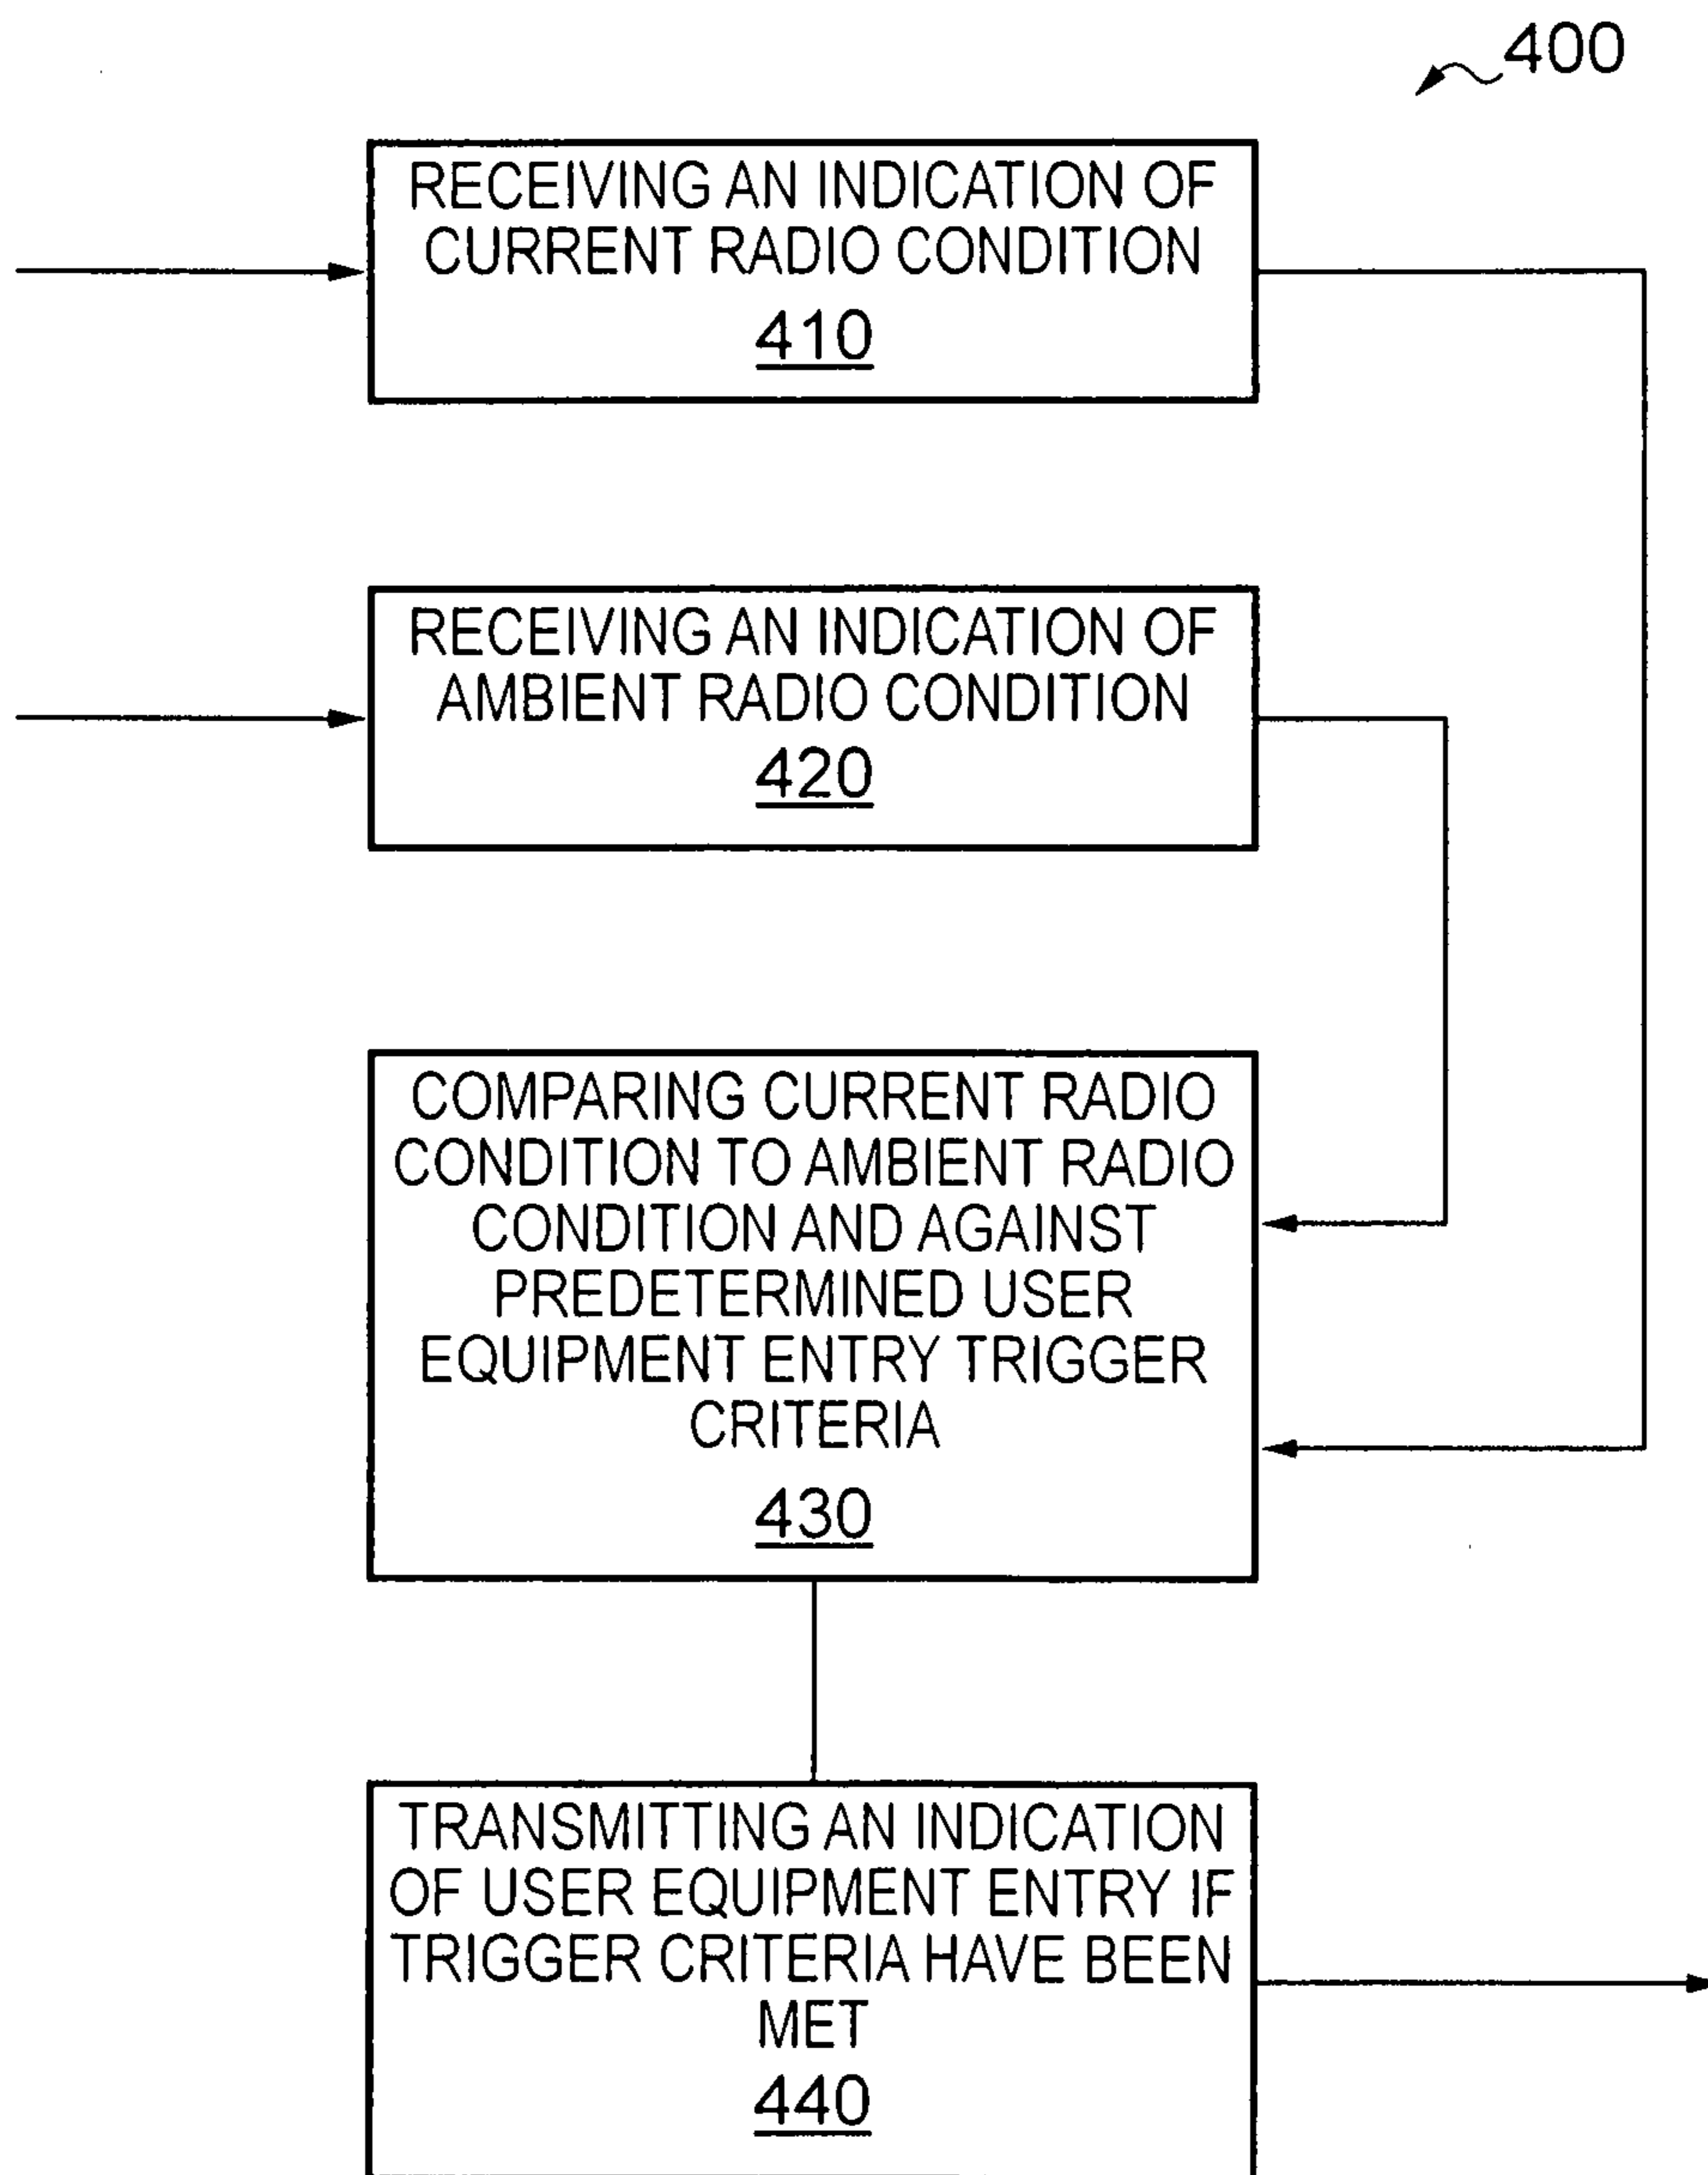 400
RECEIVING AN INDICATION OF
CURRENT RADIO CONDITION
410
RECEIVING AN INDICATION OF
AMBIENT RADIO CONDITION
420
COMPARING CURRENT RADIO
CONDITION TO AMBIENT RADIO
CONDITION AND AGAINST
PREDETERMINED USER
EQUIPMENT ENTRY TRIGGER
CRITERIA
430
TRANSMITTING AN INDICATION
OF USER EQUIPMENT ENTRY IF
TRIGGER CRITERIA HAVE BEEN
MET
440